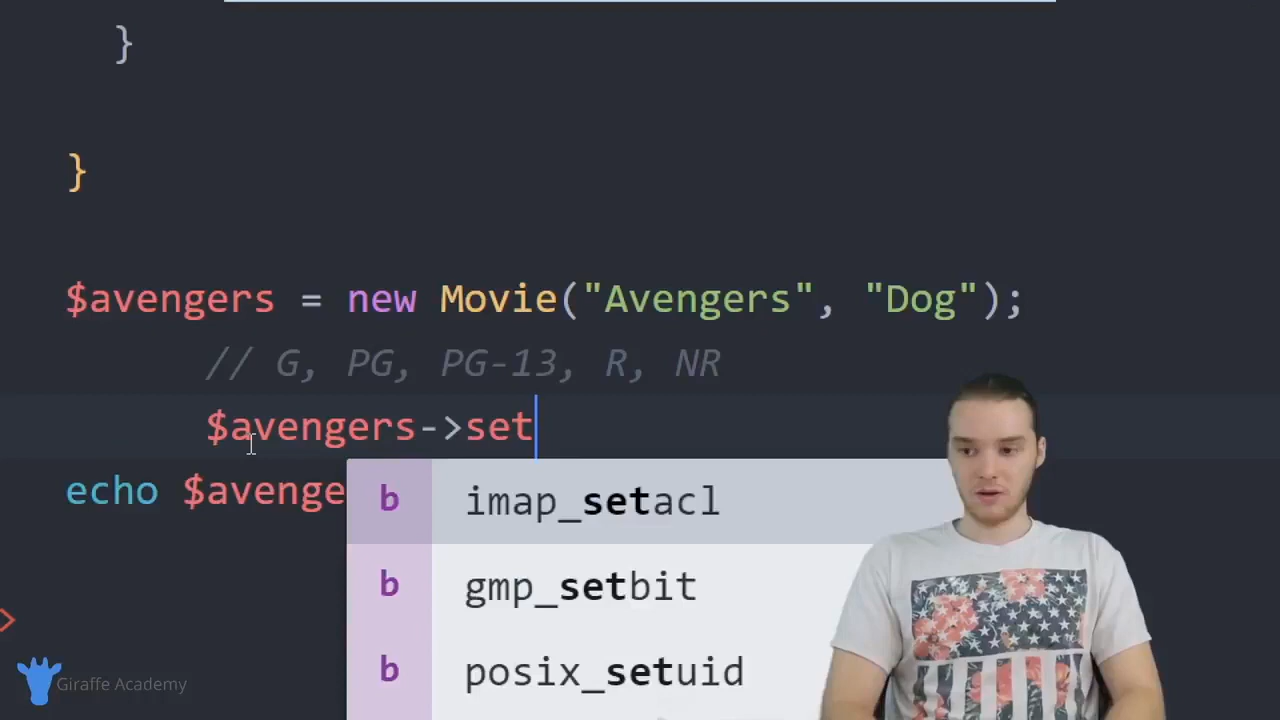 }
}
$avengers = new Movie("Avengers", "Dog");
// G, PG, PG-13, R, NR
$avengers->set
echo $avenge
b imap_setacl
b gmp_setbit
b posix_setuid
>
Giraffe Academy